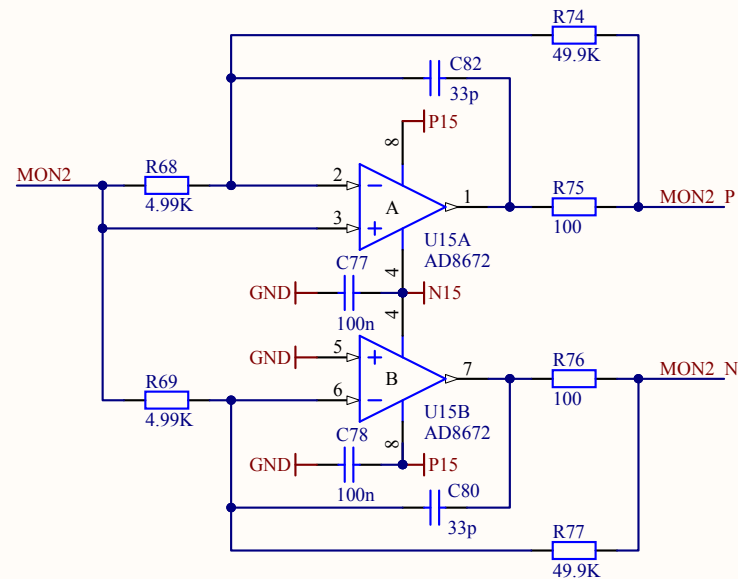 R74
49.9K
C82
33p
P15
8
MON2
R68
4.99K
2
3
A
1
R75
100
MON2_P
U15A
AD8672
C77
GND
100n
4
N15
4
GND
5
B
7
R76
100
MON2_N
R69
4.99K
6
U15B
AD8672
C78
GND
100n
8
P15
C80
33p
R77
49.9K